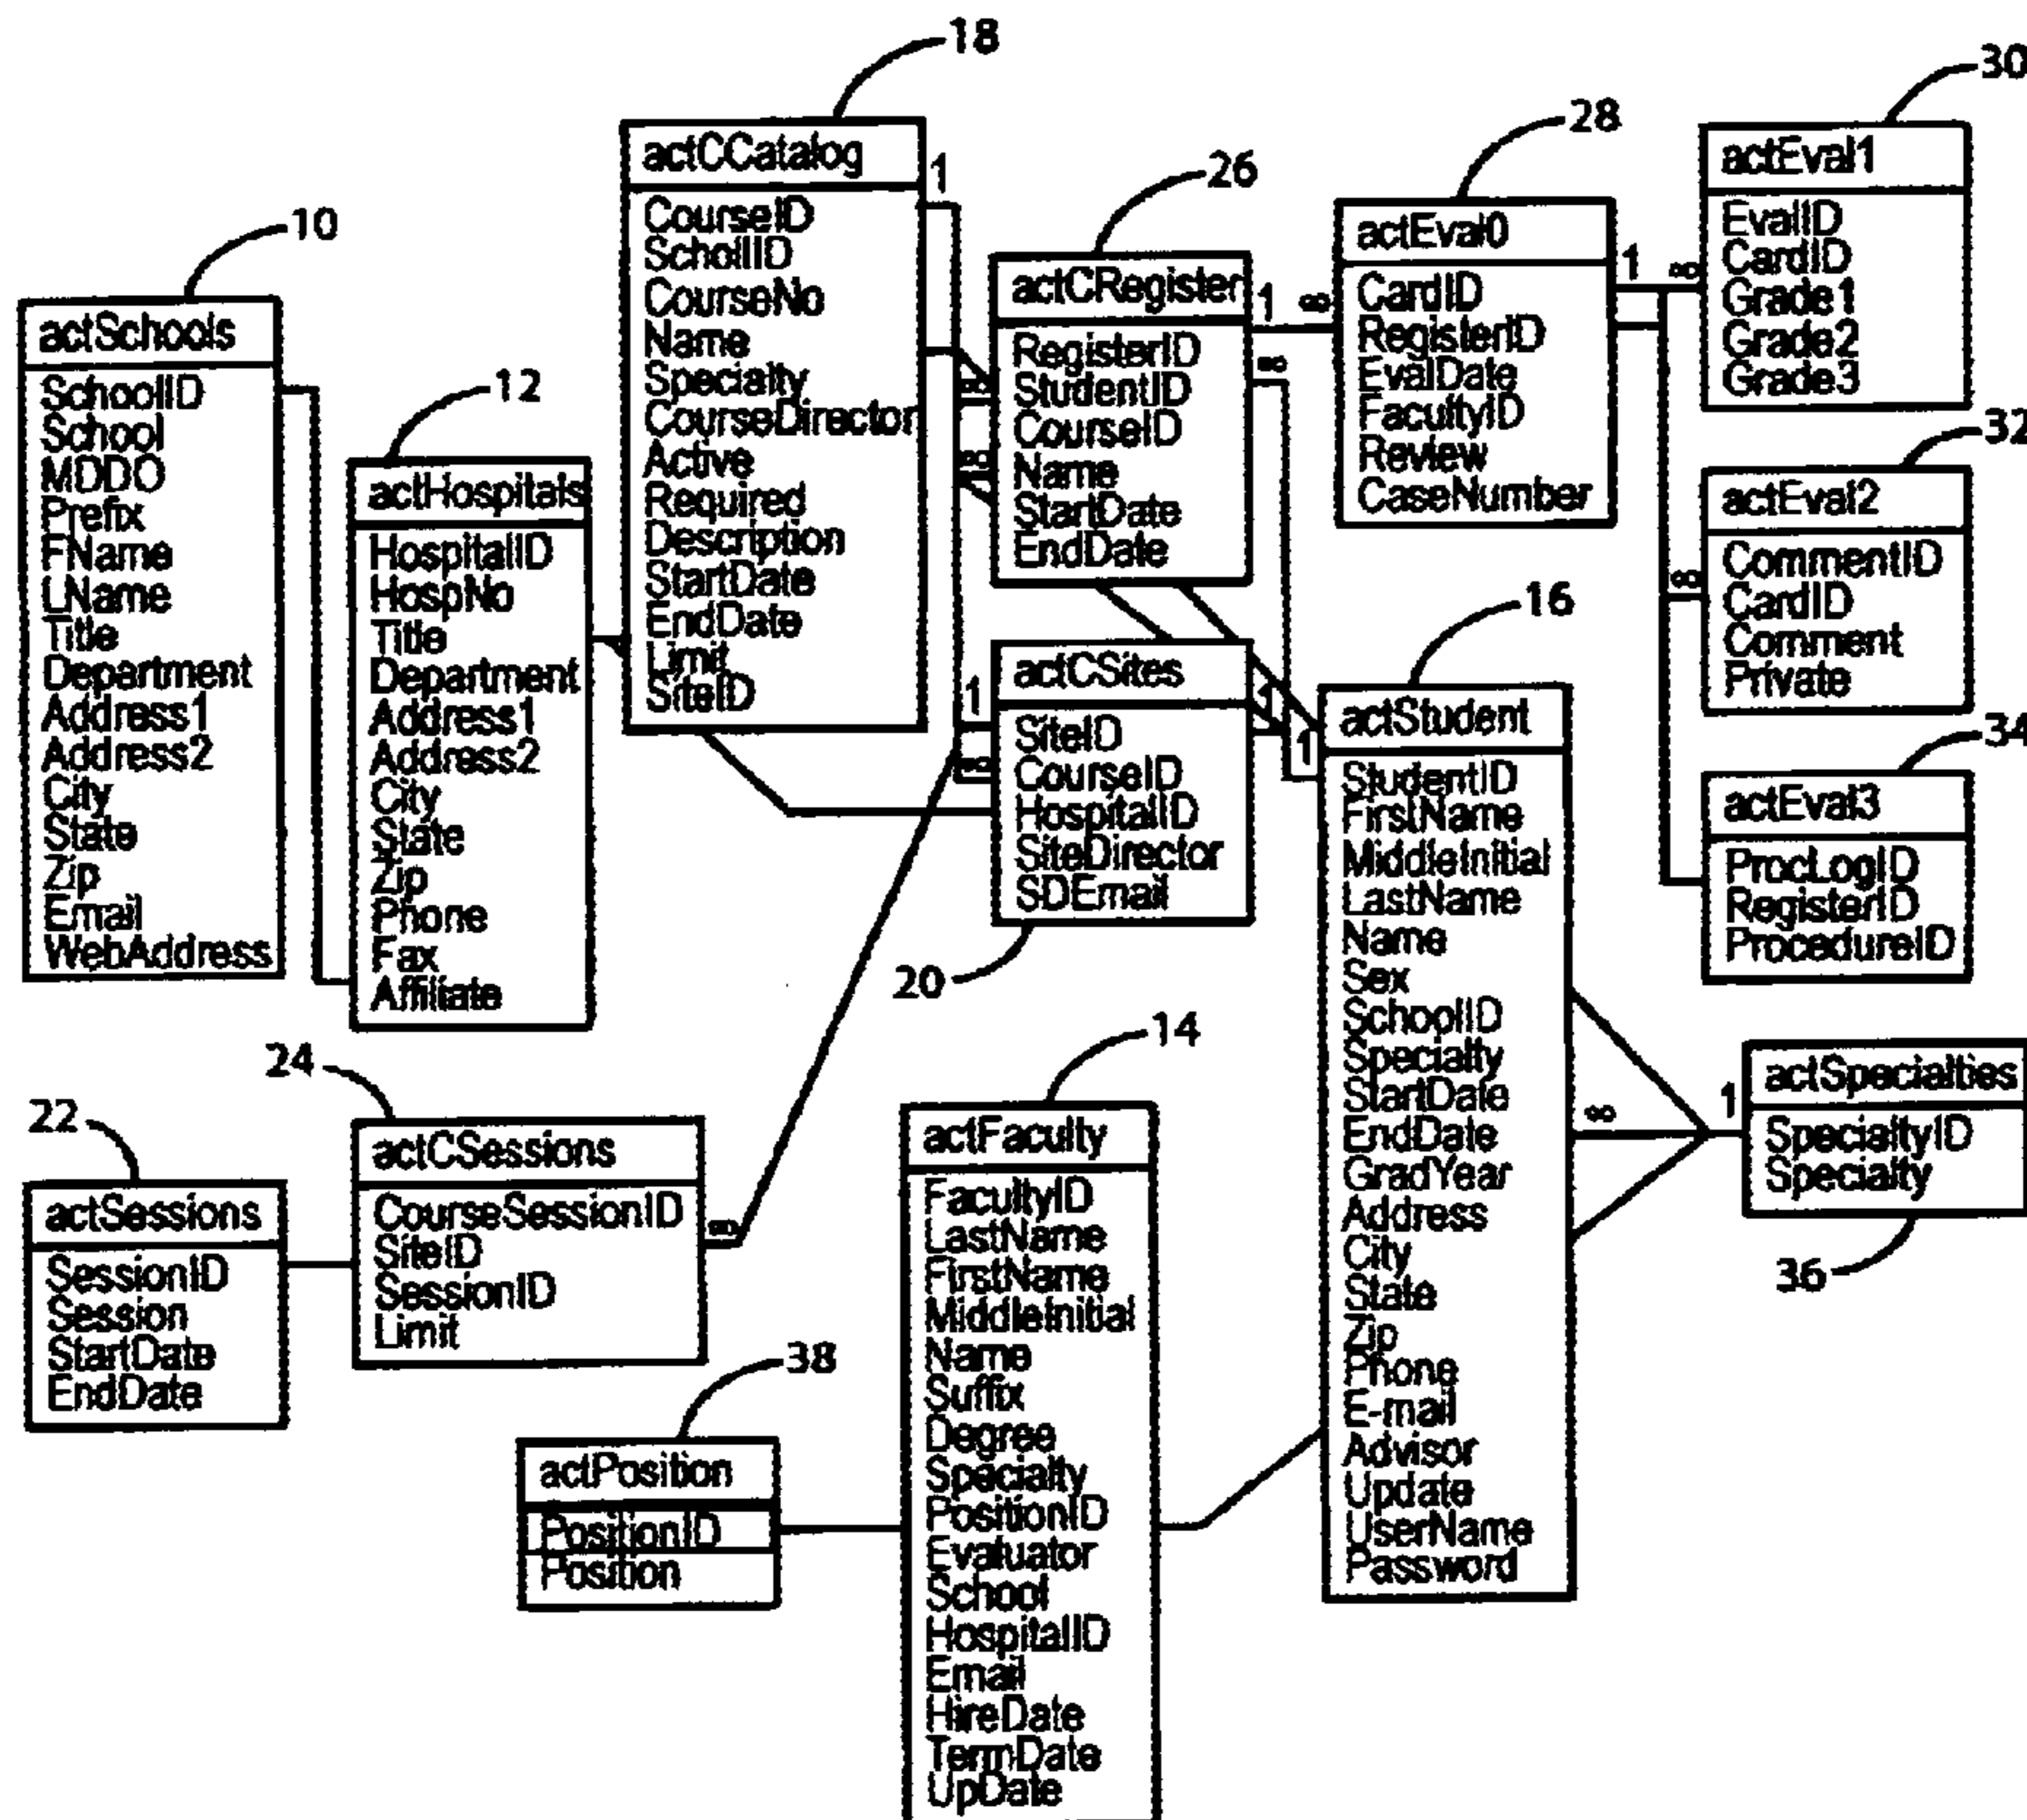 18
30
28
26
10
12
32
16
34
20
14
24
22
36
38
actSchools
SchoolID
School
MDDO
Prefix
FName
LName
Title
Department
Address1
Address2
City
State
Zip
Email
WebAddress
actHospitals
HospitalID
HospNo
Title
Department
Address1
Address2
City
State
Zip
Phone
Fax
Affiliate
actCCatalog
CourseID
SchollID
CourseNo
Name
Specialty
CourseDirector
Active
Required
Description
StartDate
EndDate
Limit
SiteID
1
actCRegister
RegisterID
StudentID
CourseID
Name
StartDate
EndDate
1
∞
∞
∞
∞
actEval0
CardID
RegisterID
EvalDate
FacultyID
Review
CaseNumber
1
∞
actEval1
EvalID
CardID
Grade1
Grade2
Grade3
actEval2
CommentID
CardID
Comment
Private
∞
actEval3
ProcLogID
RegisterID
ProcedureID
actCSites
SiteID
CourseID
HospitalID
SiteDirector
SDEmail
1
∞
1
1
actStudent
StudentID
FirstName
MiddleInitial
LastName
Name
Sex
SchoolID
Specialty
StartDate
EndDate
GradYear
Address
City
State
Zip
Phone
E-mail
Advisor
Update
UserName
Password
∞
1
actSpecialties
SpecialtyID
Specialty
actSessions
SessionID
Session
StartDate
EndDate
actCSessions
CourseSessionID
SiteID
SessionID
Limit
∞
actPosition
PositionID
Position
actFaculty
FacultyID
LastName
FirstName
MiddleInitial
Name
Suffix
Degree
Specialty
PositionID
Evaluator
School
HospitalID
Email
HireDate
TermDate
UpDate